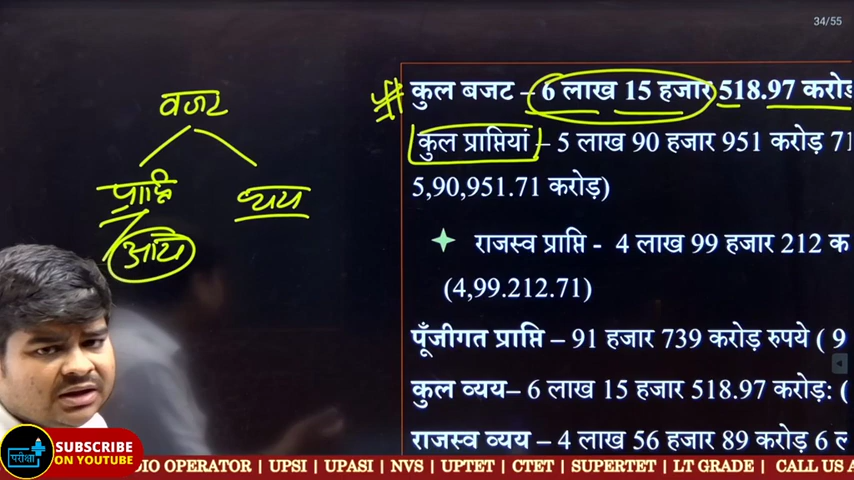 34/55
वजट
प्राप्ति
व्यय
आय
# कुल बजट – 6 लाख 15 हजार 518.97 करोड़
कुल प्राप्तियां – 5 लाख 90 हजार 951 करोड़ 71
5,90,951.71 करोड़)
राजस्व प्राप्ति - 4 लाख 99 हजार 212 क
(4,99.212.71)
पूँजीगत प्राप्ति – 91 हजार 739 करोड़ रुपये ( 9
कुल व्यय– 6 लाख 15 हजार 518.97 करोड़: (
राजस्व व्यय – 4 लाख 56 हजार 89 करोड़ 6 ल
परीक्षा
SUBSCRIBE
ON YOUTUBE
DIO OPERATOR | UPSI | UPASI | NVS | UPTET | CTET | SUPERTET | LT GRADE | CALL US A